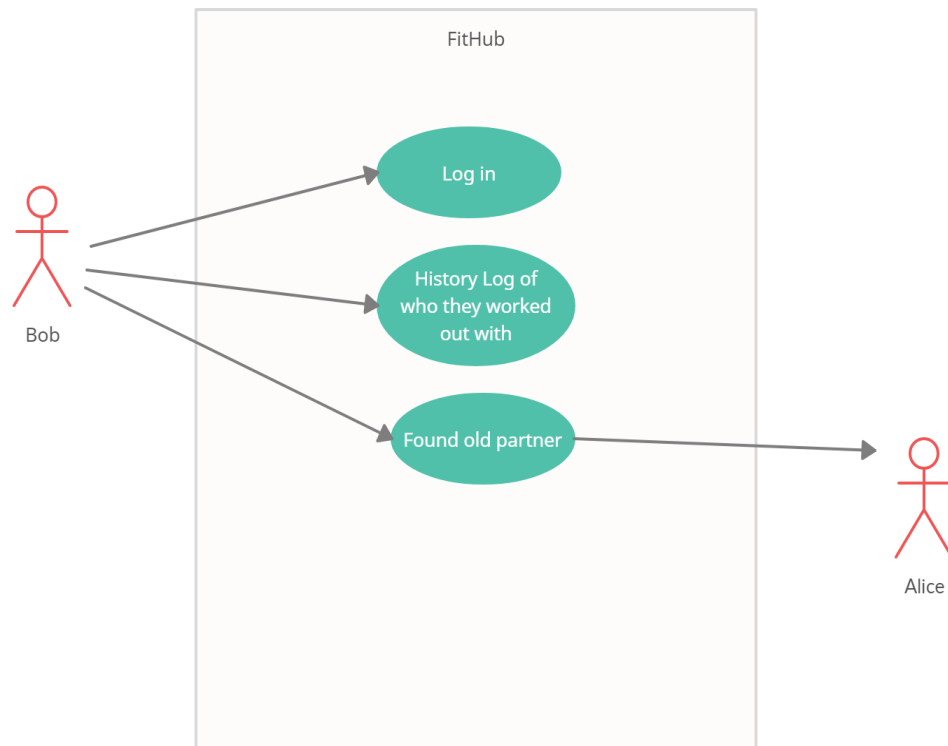 FitHub
Log in
History Log of
who they worked
out with
Bob
Found old partner
Alice